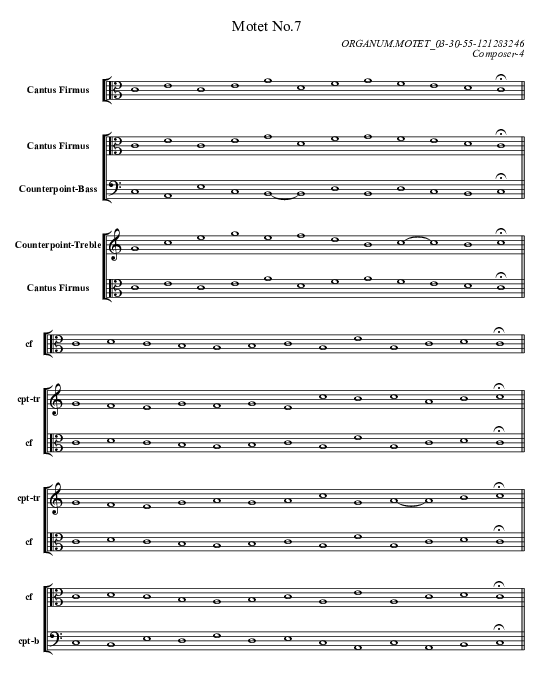 Motet No.7
ORGANUM.MOTET_03-30-55-121283246
Composer-4
Cantus Firmus
Cantus Firmus
Counterpoint-Bass
Counterpoint-Treble
Cantus Firmus
cf
cpt-tr
cf
cpt-tr
cf
cf
cpt-b